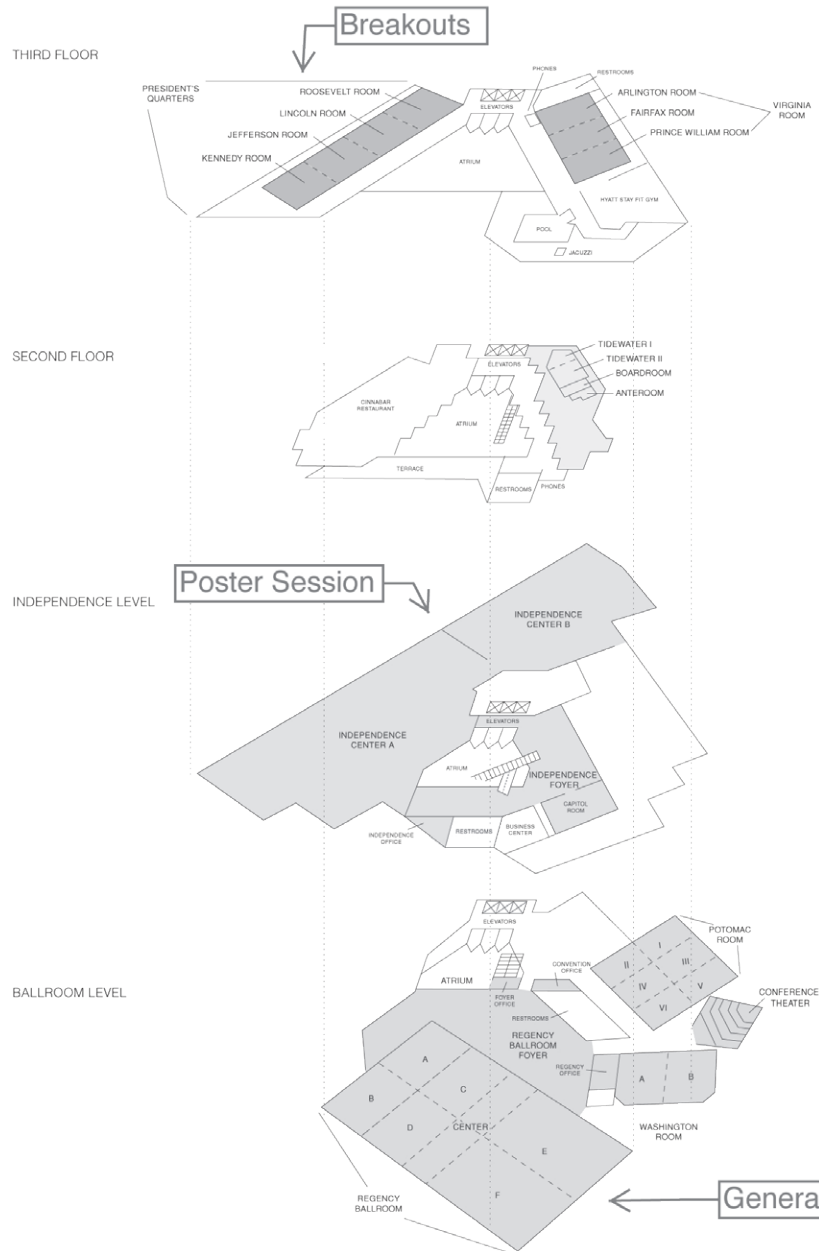 Breakouts
THIRD FLOOR
PHONES
RESTROOMS
PRESIDENT'S
QUARTERS
ROOSEVELT ROOM
ELEVATORS
ARLINGTON ROOM
VIRGINIA
ROOM
LINCOLN ROOM
FAIRFAX ROOM
JEFFERSON ROOM
PRINCE WILLIAM ROOM
KENNEDY ROOM
ATRIUM
HYATT STAY FIT GYM
POOL
JACUZZI
SECOND FLOOR
TIDEWATER I
TIDEWATER II
ELEVATORS
BOARDROOM
ANTEROOM
CINNABAR
RESTAURANT
ATRIUM
TERRACE
RESTROOMS
PHONES
Poster Session
INDEPENDENCE LEVEL
INDEPENDENCE
CENTER B
ELEVATORS
INDEPENDENCE
CENTER A
ATRIUM
INDEPENDENCE
FOYER
CAPITOL
ROOM
INDEPENDENCE
OFFICE
RESTROOMS
BUSINESS
CENTER
ELEVATORS
POTOMAC
ROOM
I
II
III
IV
V
VI
CONVENTION
OFFICE
BALLROOM LEVEL
ATRIUM
FOYER
OFFICE
CONFERENCE
THEATER
RESTROOMS
REGENCY
BALLROOM
FOYER
REGENCY
OFFICE
A
B
WASHINGTON
ROOM
A
B
C
D
CENTER
E
F
REGENCY
BALLROOM
Genera